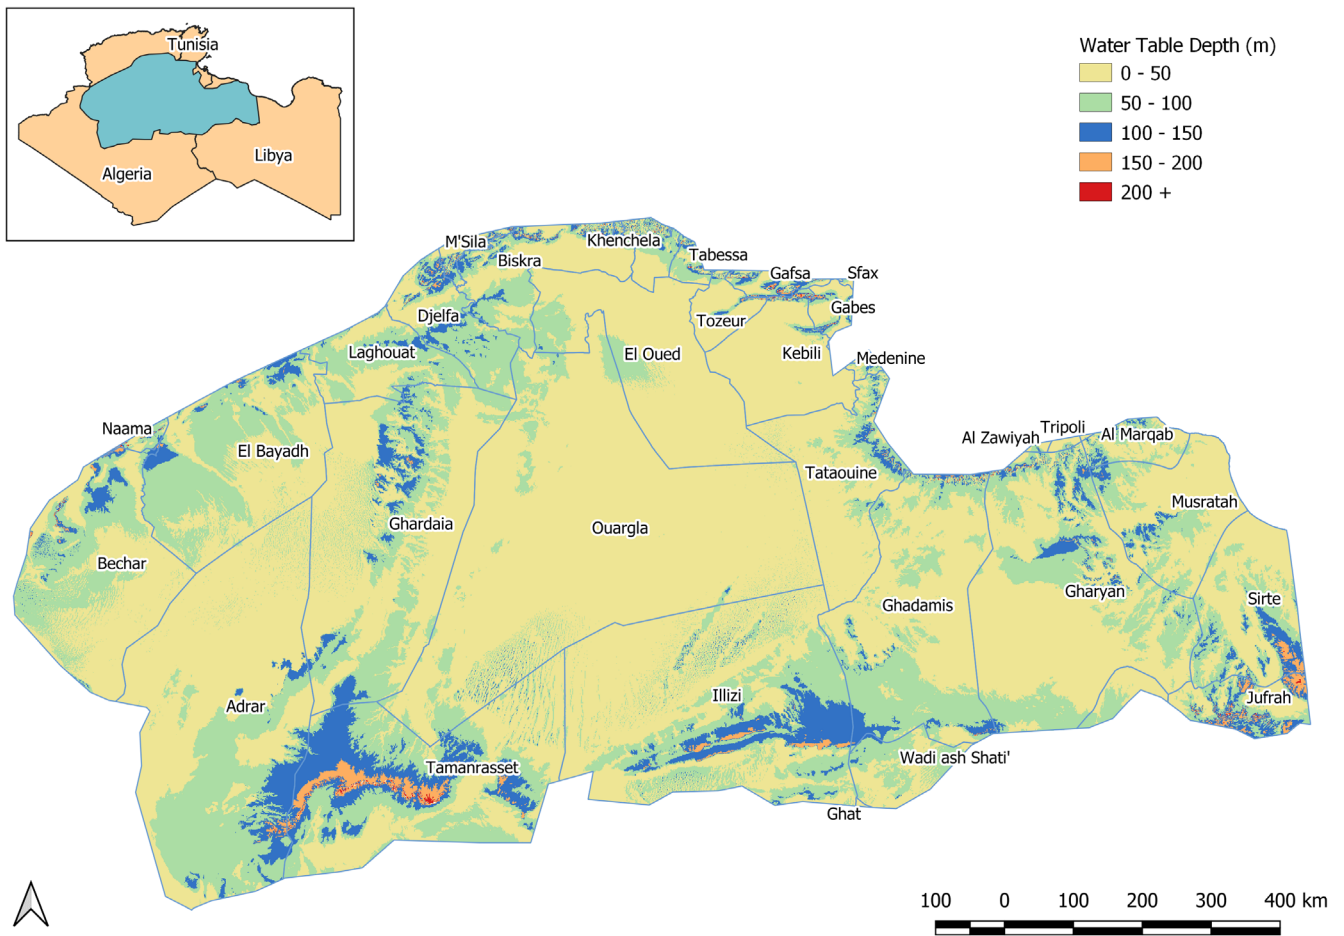 Tunisia
Algeria
Libya
Water Table Depth (m)
0 - 50
50 - 100
100 - 150
150 - 200
200 +
M'Sila
Khenchela
Biskra
Tabessa
Gafsa
Sfax
Djelfa
Tozeur
Gabes
Laghouat
El Oued
Kebili
Medenine
Naama
El Bayadh
Al Zawiyah
Tripoli
Al Marqab
Tataouine
Ghardaia
Ouargla
Musratah
Bechar
Ghadamis
Gharyan
Sirte
Adrar
Illizi
Jufrah
Tamanrasset
Wadi ash Shati'
Ghat
100 0 100 200 300 400 km